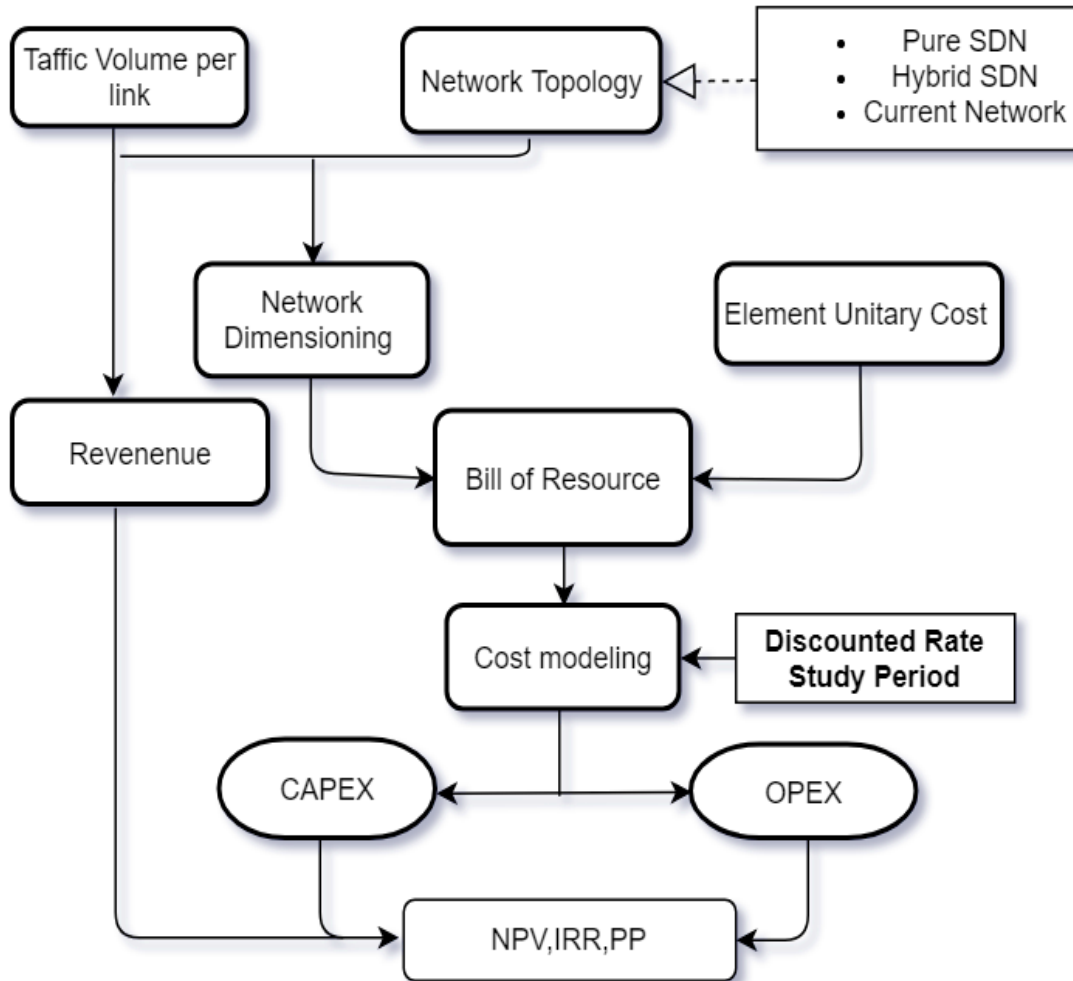 Taffic Volume per
link
Network Topology
• Pure SDN
• Hybrid SDN
• Current Network
Network
Dimensioning
Element Unitary Cost
Revenenue
Bill of Resource
Cost modeling
Discounted Rate
Study Period
CAPEX
OPEX
NPV,IRR,PP